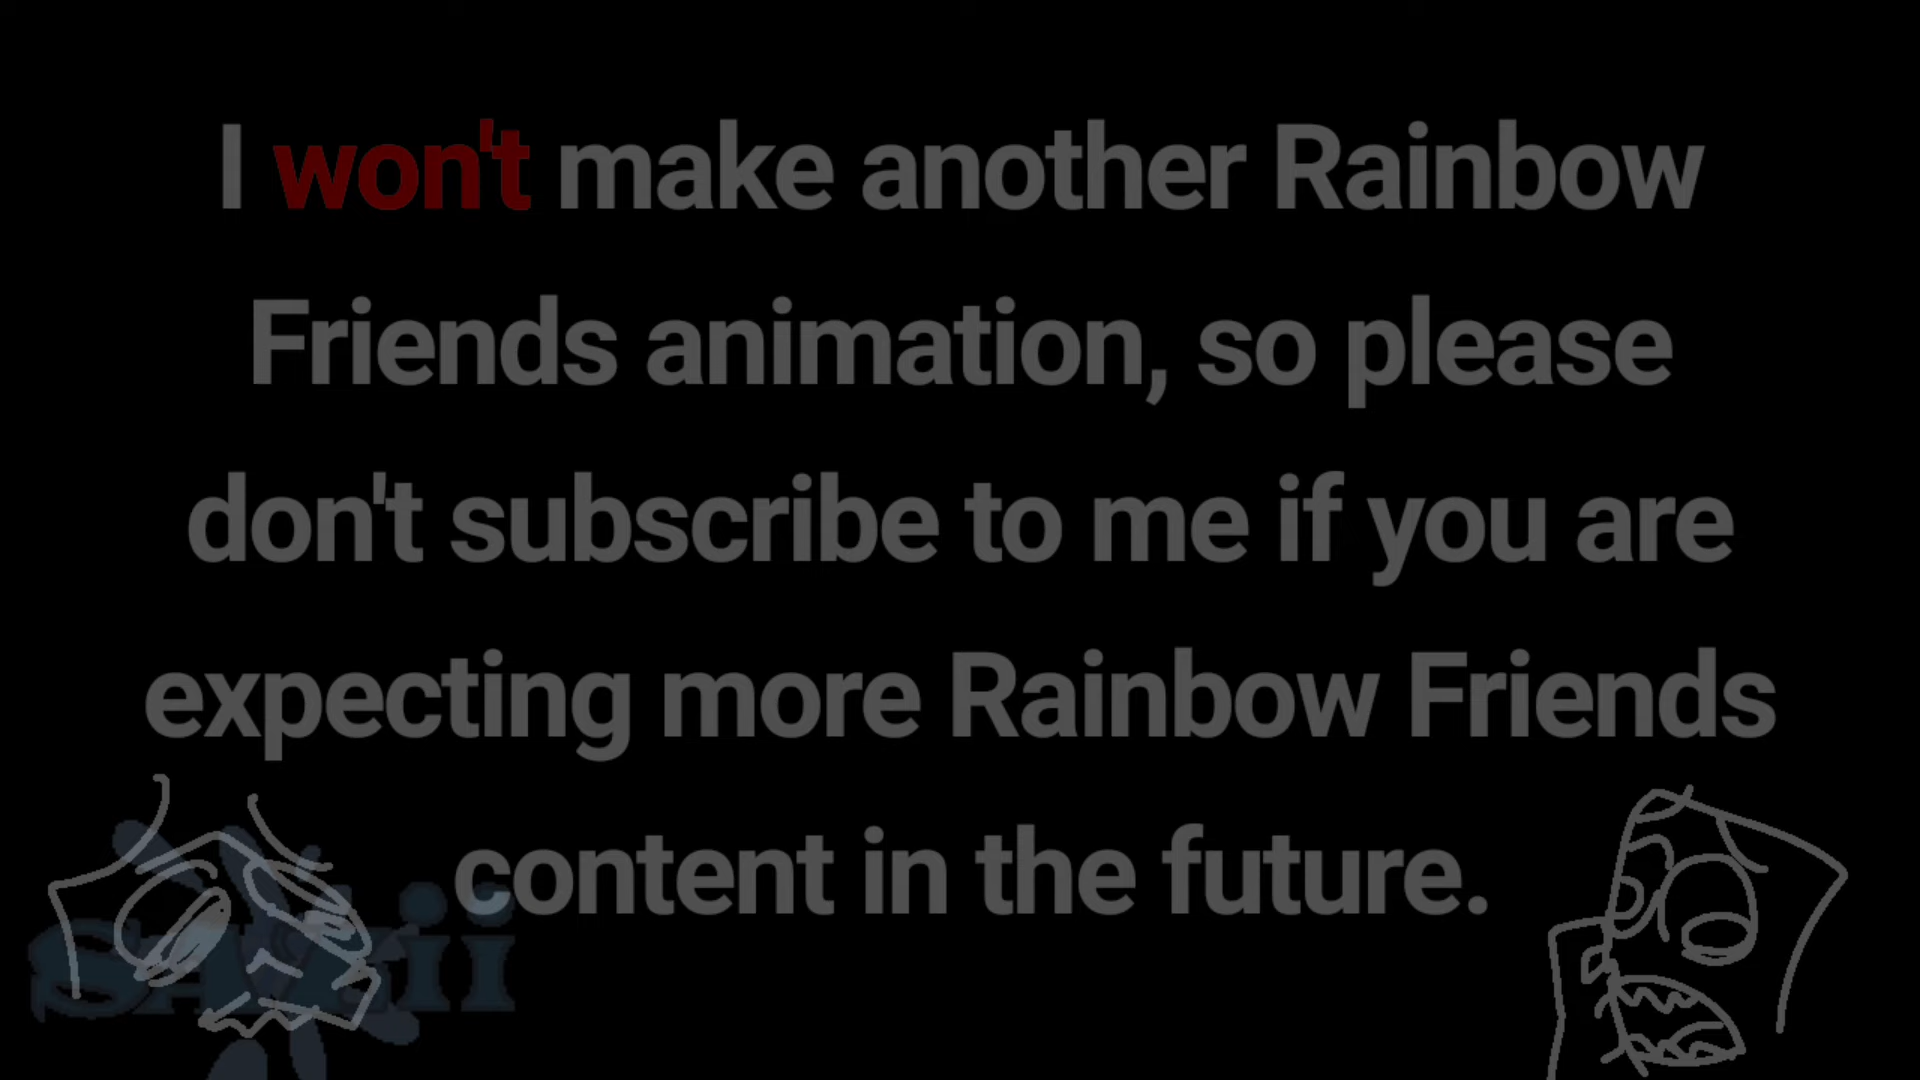 I won't make another Rainbow
Friends animation, so please
don't subscribe to me if you are
expecting more Rainbow Friends
content in the future.